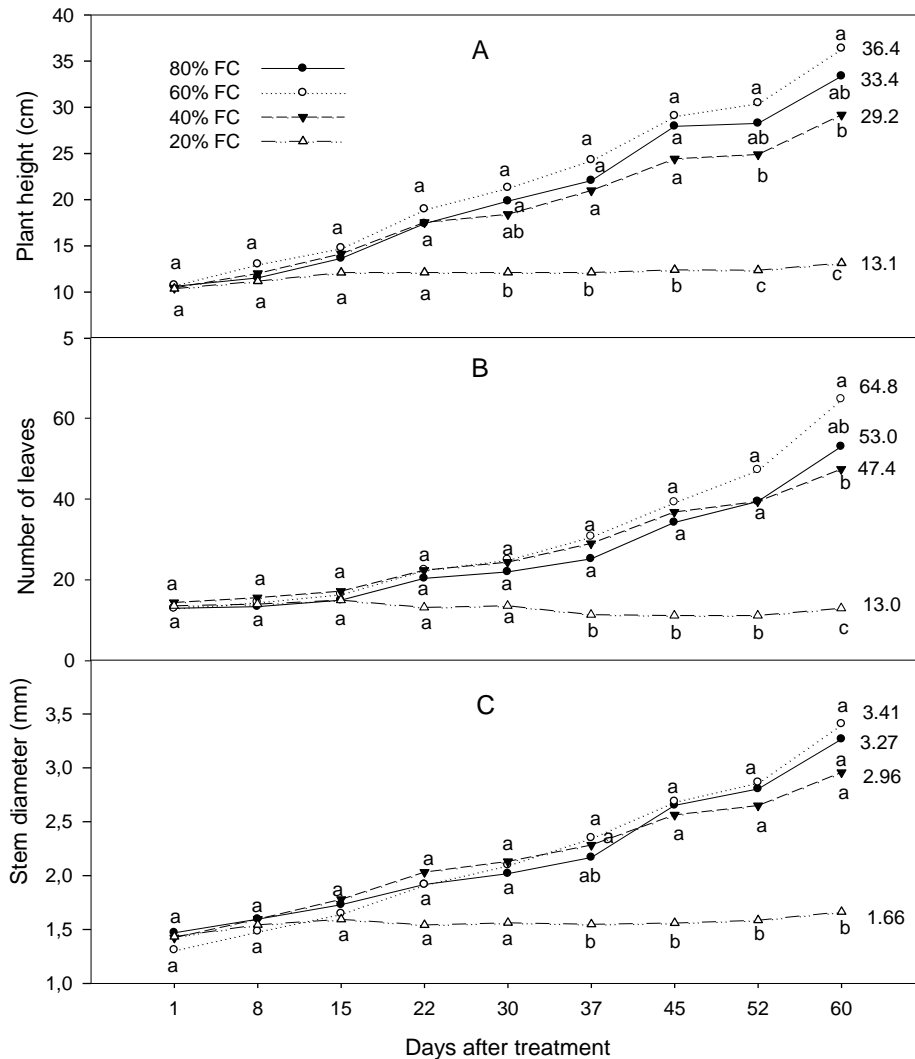 A
80% FC
60% FC
40% FC
20% FC
Plant height (cm)
40
35
30
25
20
15
10
5
a a a a a a a a a
a a ab ab
a a a a ab a a b b
a a a a b b b c c
36.4
33.4
29.2
13.1
B
Number of leaves
60
40
20
0
a a a a a a a a a
ab
a a a b
a a a a a b b b c
64.8
53.0
47.4
13.0
C
Stem diameter (mm)
3,5
3,0
2,5
2,0
1,5
1,0
a a a a a a a a a
a a
a a ab a a a
a a a a a b b b b
3.41
3.27
2.96
1.66
1 8 15 22 30 37 45 52 60
Days after treatment